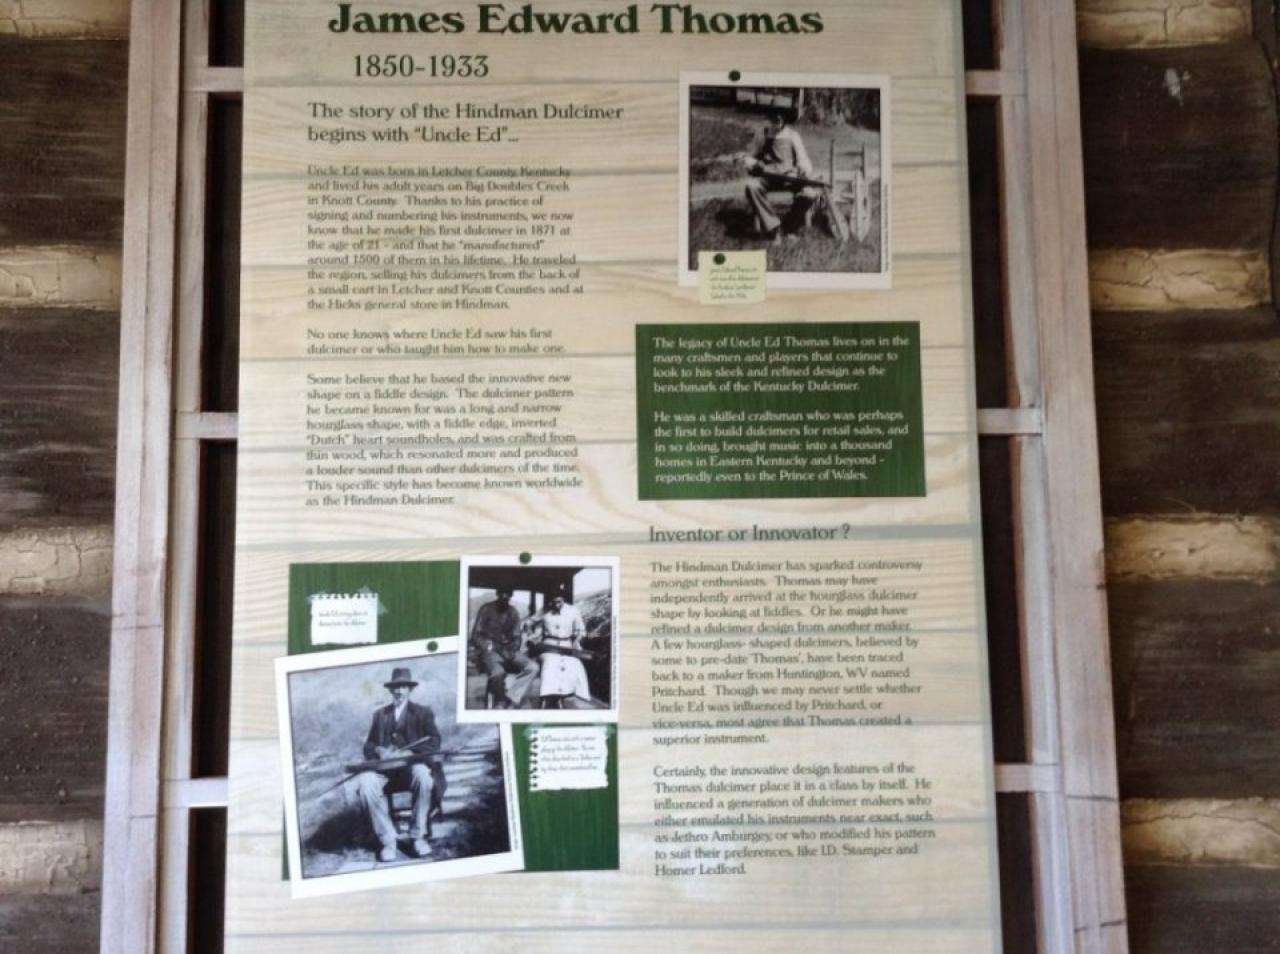 James Edward Thomas
1850-1933
The story of the Hindman Dulcimer
begins with "Uncle Ed"...
Uncle Ed was born in Letcher County, Kentucky
and lived his adult years on Big Doubles Creek
in Knott County. Thanks to his practice of
signing and numbering his instruments, we now
know that he made his first dulcimer in 1871 at
the age of 21 - and that he "manufactured"
around 1500 of them in his lifetime. He traveled
the region, selling his dulcimers from the back of
a small cart in Letcher and Knott Counties and at
the Hicks general store in Hindman.
No one knows where Uncle Ed saw his first
dulcimer or who taught him how to make one.
Some believe that he based the innovative new
shape on a fiddle design. The dulcimer pattern
he became known for was a long and narrow
hourglass shape, with a fiddle edge, inverted
"Dutch" heart soundholes, and was crafted from
thin wood, which resonated more and produced
a louder sound than other dulcimers of the time.
This specific style has become known worldwide
as the Hindman Dulcimer.
The legacy of Uncle Ed Thomas lives on in the
many craftsmen and players that continue to
look to his sleek and refined design as the
benchmark of the Kentucky Dulcimer.
He was a skilled craftsman who was perhaps
the first to build dulcimers for retail sales, and
in so doing, brought music into a thousand
homes in Eastern Kentucky and beyond -
reportedly even to the Prince of Wales.
Inventor or Innovator ?
The Hindman Dulcimer has sparked controversy
amongst enthusiasts. Thomas may have
independently arrived at the hourglass dulcimer
shape by looking at fiddles. Or he might have
refined a dulcimer design from another maker.
A few hourglass- shaped dulcimers, believed by
some to pre-date Thomas', have been traced
back to a maker from Huntington, WV named
Pritchard. Though we may never settle whether
Uncle Ed was influenced by Pritchard, or
vice-versa, most agree that Thomas created a
superior instrument.
Certainly, the innovative design features of the
Thomas dulcimer place it in a class by itself. He
influenced a generation of dulcimer makers who
either emulated his instruments near exact, such
as Jethro Amburgey, or who modified his pattern
to suit their preferences, like I.D. Stamper and
Homer Ledford.